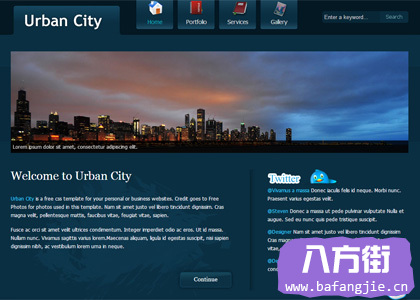 Urban City
Home
Portfolio
Services
Gallery
Enter a keyword...
Search
Lorem ipsum dolor sit amet, consectetur adipiscing elit.
Welcome to Urban City
Urban City is a free css template for your personal or business website. Credit goes to Free
Photos for photos used in this template. Nam sit amet justo vel libero tincidunt dignissim. Cras
magna velit, pellentesque mattis, faucibus vitae, feugiat vitae, sapien.
Fusce ac orci sit amet velit ultrices condimentum. Integer imperdiet odio ac eros. Ut id massa.
Nullam nunc. Vivamus sagittis varius lorem.Maecenas aliquam, ligula id egestas suscipit, nisi sapien
dignissim nibh, ac vestibulum lorem urna in neque.
Continue
Twitter
@Vivamus a massa Donec iaculis felis id neque. Morbi nunc.
Praesent varius egestas velit.
@Steven Donec a massa ut pede pulvinar vulputate Nulla et
augue. Sed eu nunc quis pede tristique suscipit.
@Designer Nam sit amet justo vel libero tincidunt dignissim.
八方街
www.bafangjie.cn